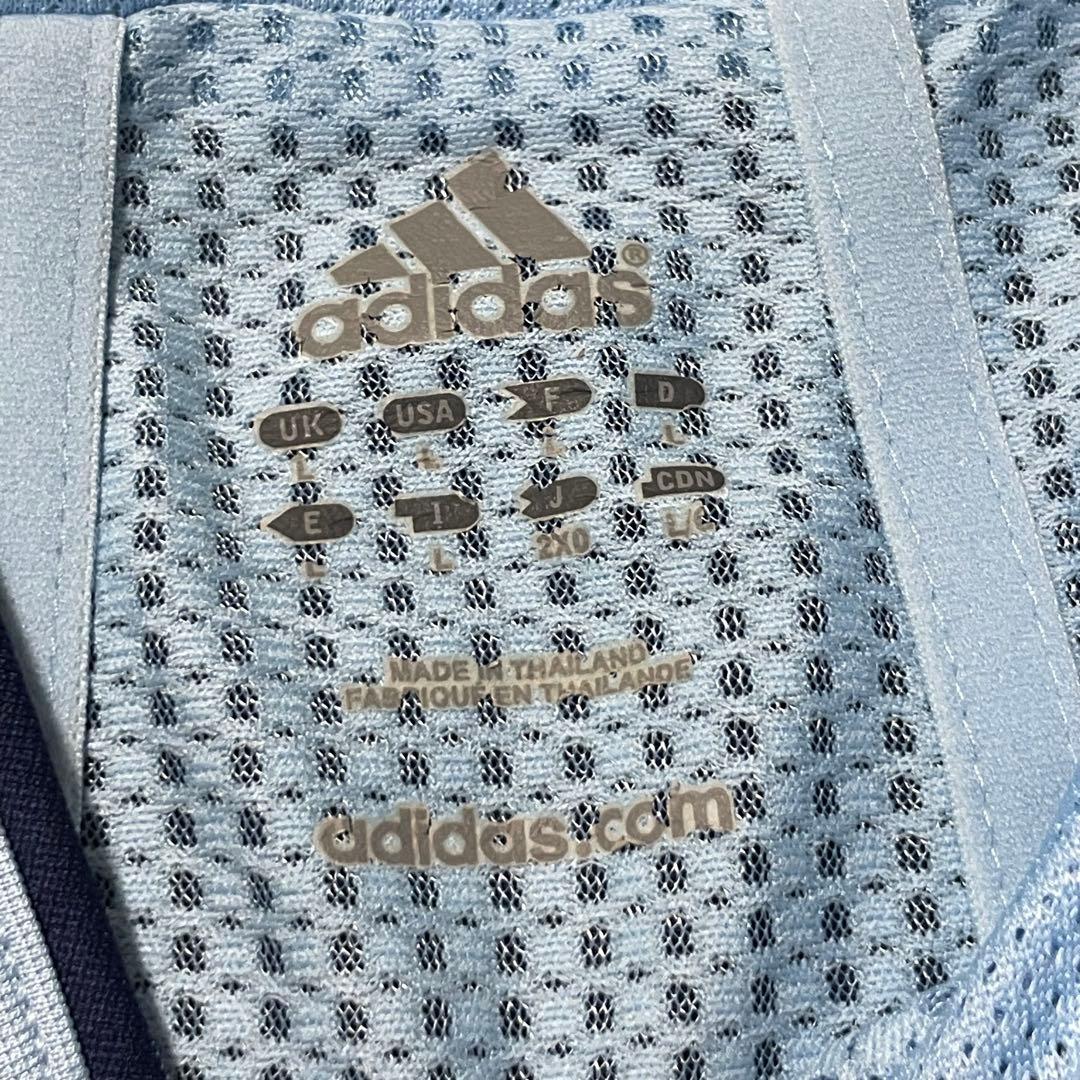 adidas®
UK USA F D
L L L L
E I J CDN
L L 2XO L/G
MADE IN THAILAND
FABRIQUE EN THAILANDE
adidas.com